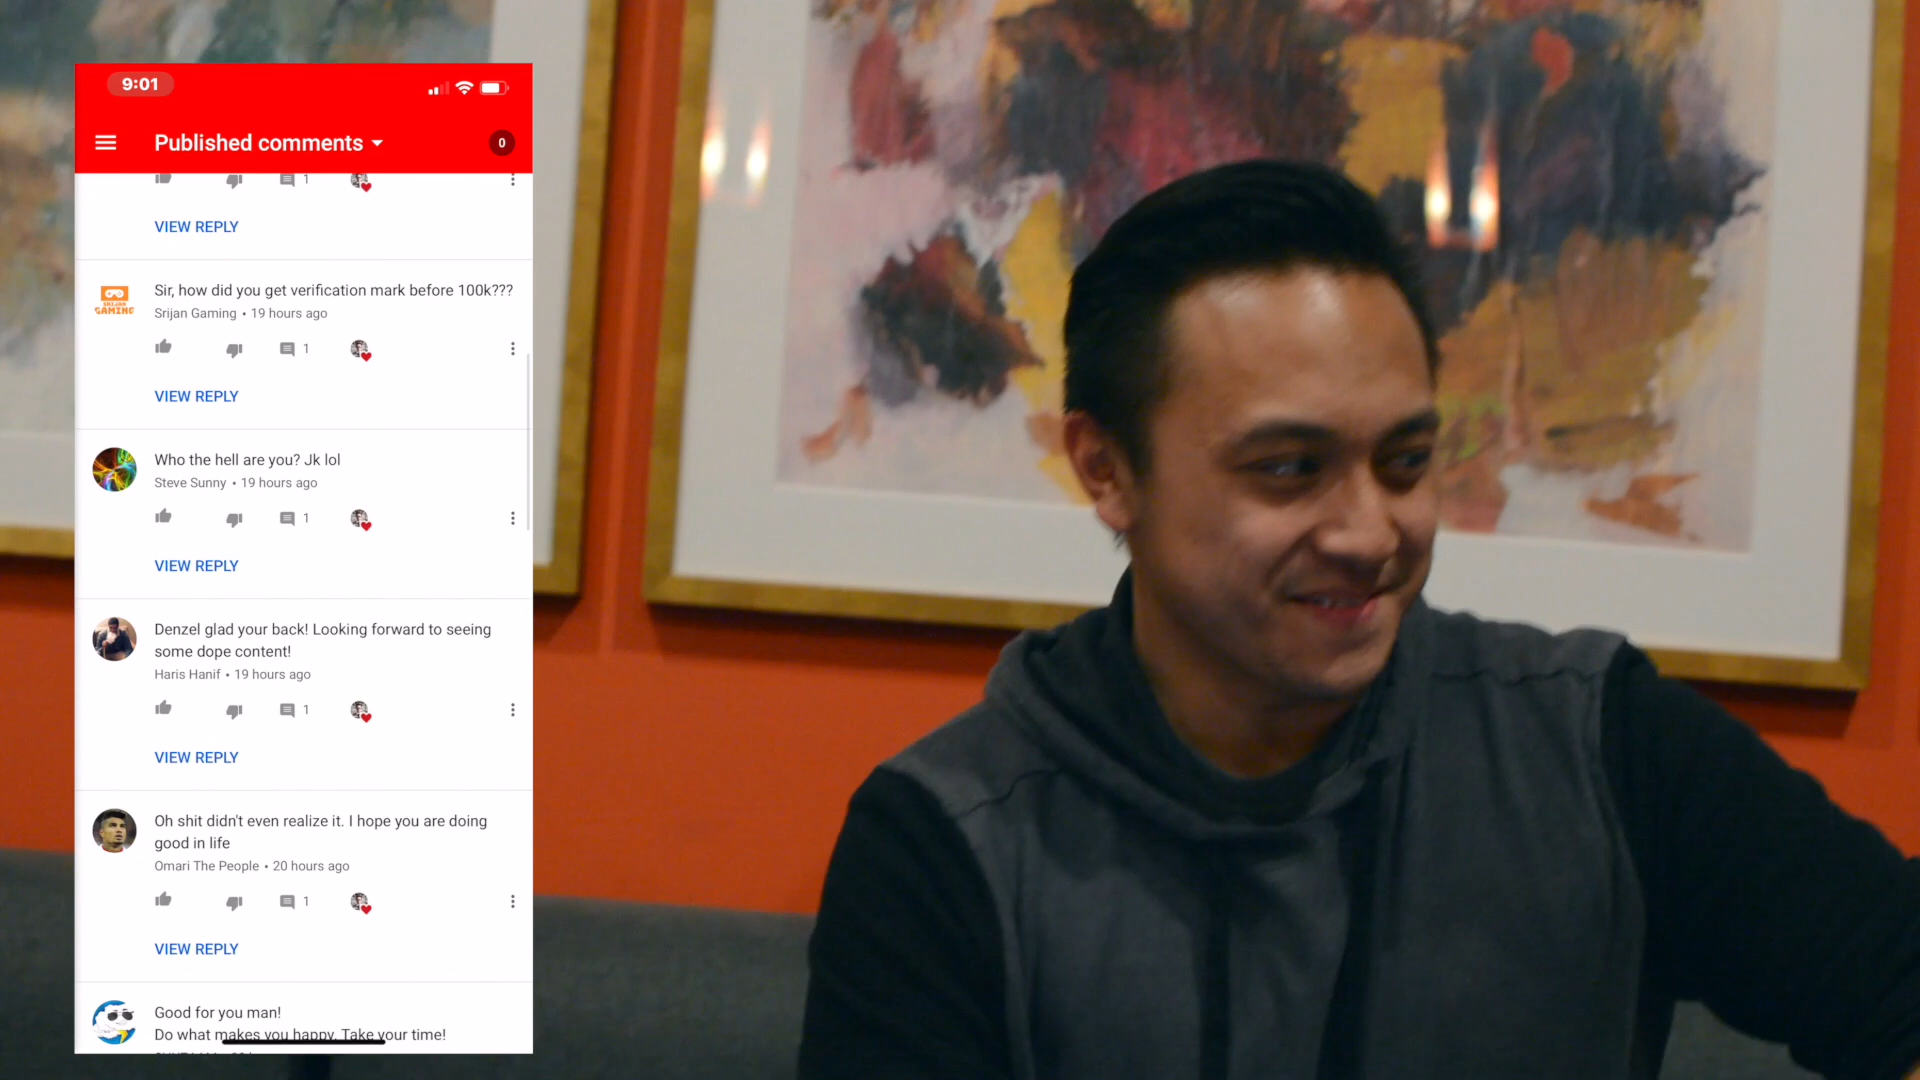 9:01
Published comments
0
1
VIEW REPLY
Sir, how did you get verification mark before 100k???
SRIJAN
GAMING
Srijan Gaming • 19 hours ago
1
VIEW REPLY
Who the hell are you? Jk lol
Steve Sunny • 19 hours ago
1
VIEW REPLY
Denzel glad your back! Looking forward to seeing
some dope content!
Haris Hanif • 19 hours ago
1
VIEW REPLY
Oh shit didn't even realize it. I hope you are doing
good in life
Omari The People • 20 hours ago
1
VIEW REPLY
Good for you man!
Do what makes you happy. Take your time!